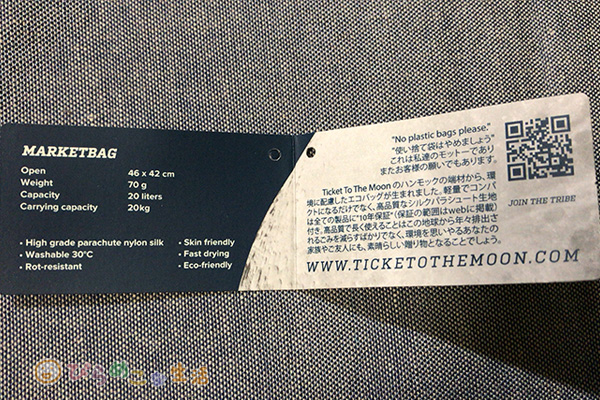 MARKETBAG
Open 46 x 42 cm
Weight 70 g
Capacity 20 liters
Carrying capacity 20kg
• High grade parachute nylon silk
• Washable 30°C
• Rot-resistant
• Skin friendly
• Fast drying
• Eco-friendly
"No plastic bags please."
"使い捨て袋はやめましょう"
これは私達のモットーであり
またお客様の願いでもあります。
Ticket To The Moon のハンモックの端材から、環
境に配慮したエコバッグが生まれました。軽量でコンパ
クトになるだけでなく、高品質なシルクパラシュート生地
は全ての製品に"10年保証"(保証の範囲はwebに掲載)
付き。高品質で長く使えることはこの地球から年々排出さ
れるごみを減らすばかりでなく、環境を思いやるあなたの
家族やご友人にも、素晴らしい贈り物となることでしょう。
JOIN THE TRIBE
WWW.TICKETOTHEMOON.COM